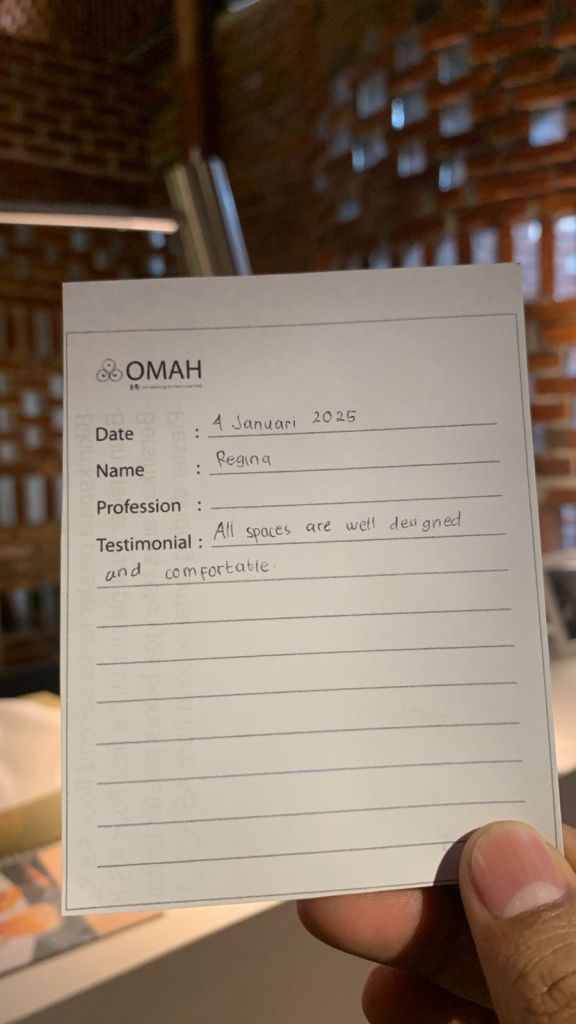 OMAH
Date : 4 Januari 2025
Name : Regina
Profession :
Testimonial : All spaces are well designed
and comfortable.